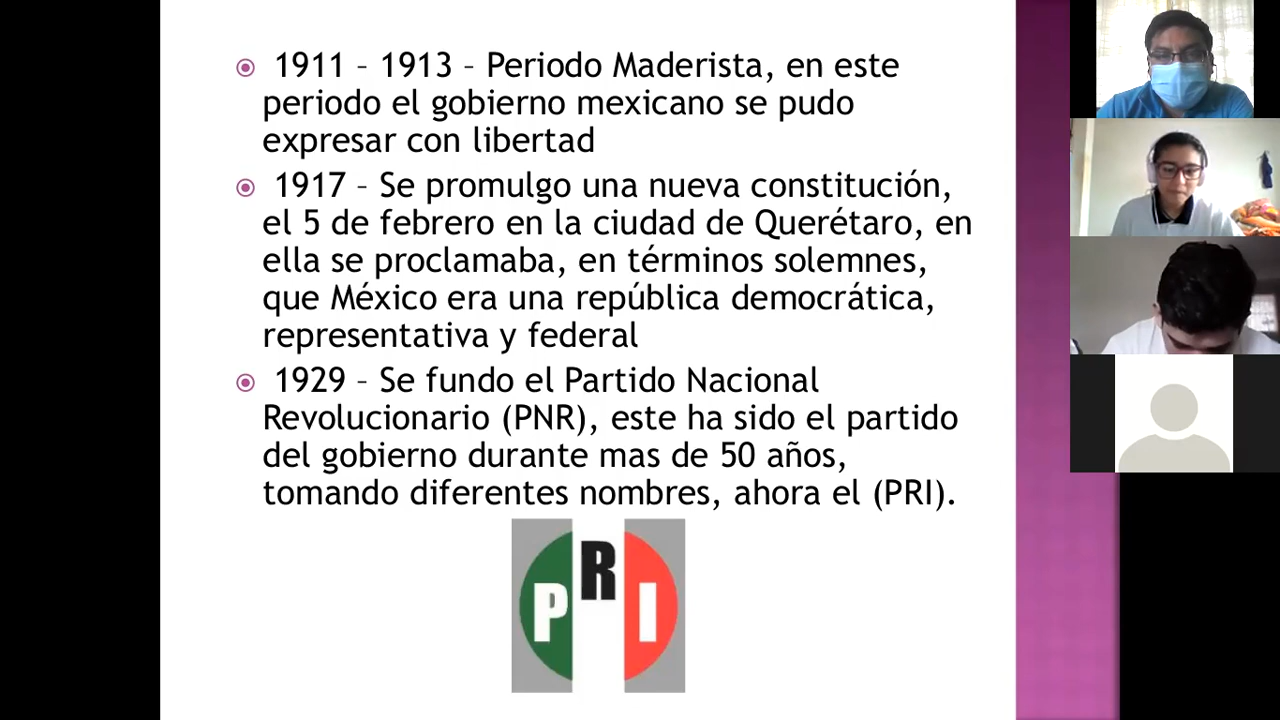 1911 – 1913 – Periodo Maderista, en este
periodo el gobierno mexicano se pudo
expresar con libertad
1917 – Se promulgo una nueva constitución,
el 5 de febrero en la ciudad de Querétaro, en
ella se proclamaba, en términos solemnes,
que México era una república democrática,
representativa y federal
1929 – Se fundo el Partido Nacional
Revolucionario (PNR), este ha sido el partido
del gobierno durante mas de 50 años,
tomando diferentes nombres, ahora el (PRI).
PRI